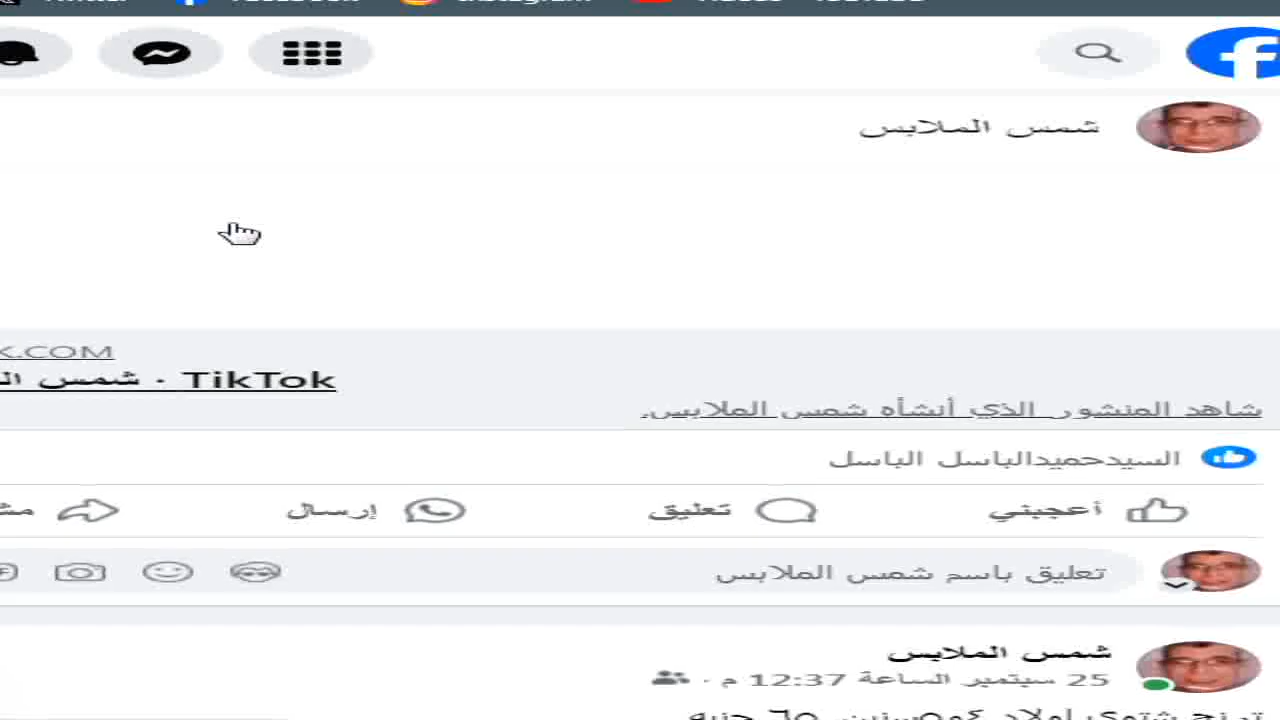 شمس الملابس
K.COM
TikTok · شمس
شاهد المنشور الذي أنشأه شمس الملابس.
السيدحميدالباسل الباسل
أعجبني
تعليق
إرسال
تعليق باسم شمس الملابس
شمس الملابس
25 سبتمبر الساعة 12:37 م ·